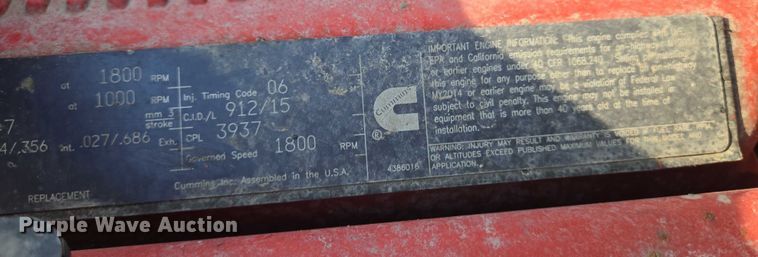 at 1800 RPM
at 1000 RPM
mm 3
stroke
.356 Int. .027/.686 Exh.
REPLACEMENT
Inj. Timing Code 06
C.I.D./L 912/15
CPL 3937
Governed Speed 1800 RPM
Cummins Inc. Assembled in the U.S.A.
Cummins
®
4386016
IMPORTANT ENGINE INFORMATION: This engine complies with U.S.
EPA and California emissions requirements for
or earlier engines under 40 CFR 1068.240.
this engine for any purpose other than to replace a
MY2014 or earlier engine may be a violation of Federal Law
subject to civil penalty. This engine may not be installed in
equipment that is more than 40 years old at the time of
installation.
WARNING: INJURY MAY RESULT AND WARRANTY IS VOIDED IF FUEL RATE, RPM,
OR ALTITUDES EXCEED PUBLISHED MAXIMUM VALUES FOR
APPLICATION.
Purple Wave Auction